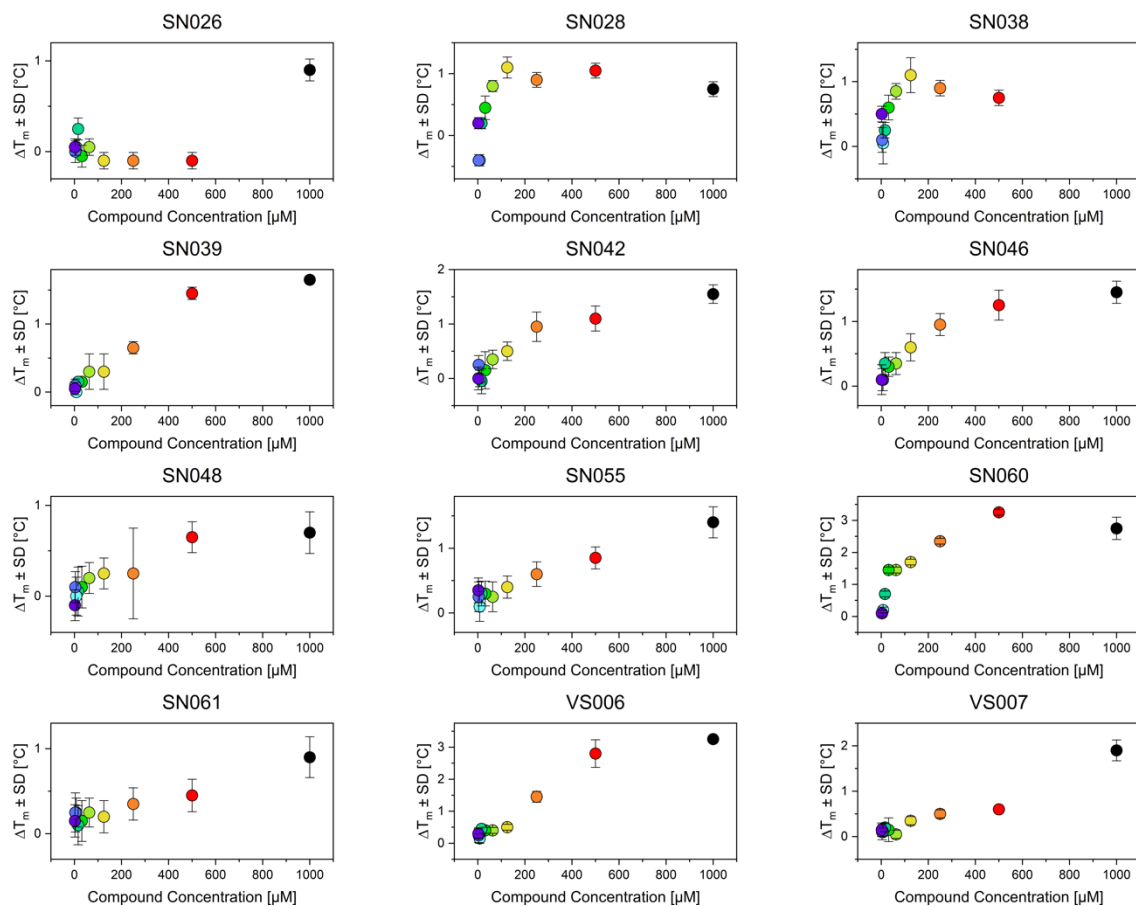 SN026
SN028
SN038
1
0
ΔTm ± SD [°C]
0 200 400 600 800 1000
Compound Concentration [µM]
1
0
ΔTm ± SD [°C]
0 200 400 600 800 1000
Compound Concentration [µM]
1
0
ΔTm ± SD [°C]
0 200 400 600 800 1000
Compound Concentration [µM]
SN039
SN042
SN046
1
0
ΔTm ± SD [°C]
0 200 400 600 800 1000
Compound Concentration [µM]
2
1
0
ΔTm ± SD [°C]
0 200 400 600 800 1000
Compound Concentration [µM]
1
0
ΔTm ± SD [°C]
0 200 400 600 800 1000
Compound Concentration [µM]
SN048
SN055
SN060
1
0
ΔTm ± SD [°C]
0 200 400 600 800 1000
Compound Concentration [µM]
1
0
ΔTm ± SD [°C]
0 200 400 600 800 1000
Compound Concentration [µM]
3
2
1
0
ΔTm ± SD [°C]
0 200 400 600 800 1000
Compound Concentration [µM]
SN061
VS006
VS007
1
0
ΔTm ± SD [°C]
0 200 400 600 800 1000
Compound Concentration [µM]
3
2
1
0
ΔTm ± SD [°C]
0 200 400 600 800 1000
Compound Concentration [µM]
2
1
0
ΔTm ± SD [°C]
0 200 400 600 800 1000
Compound Concentration [µM]